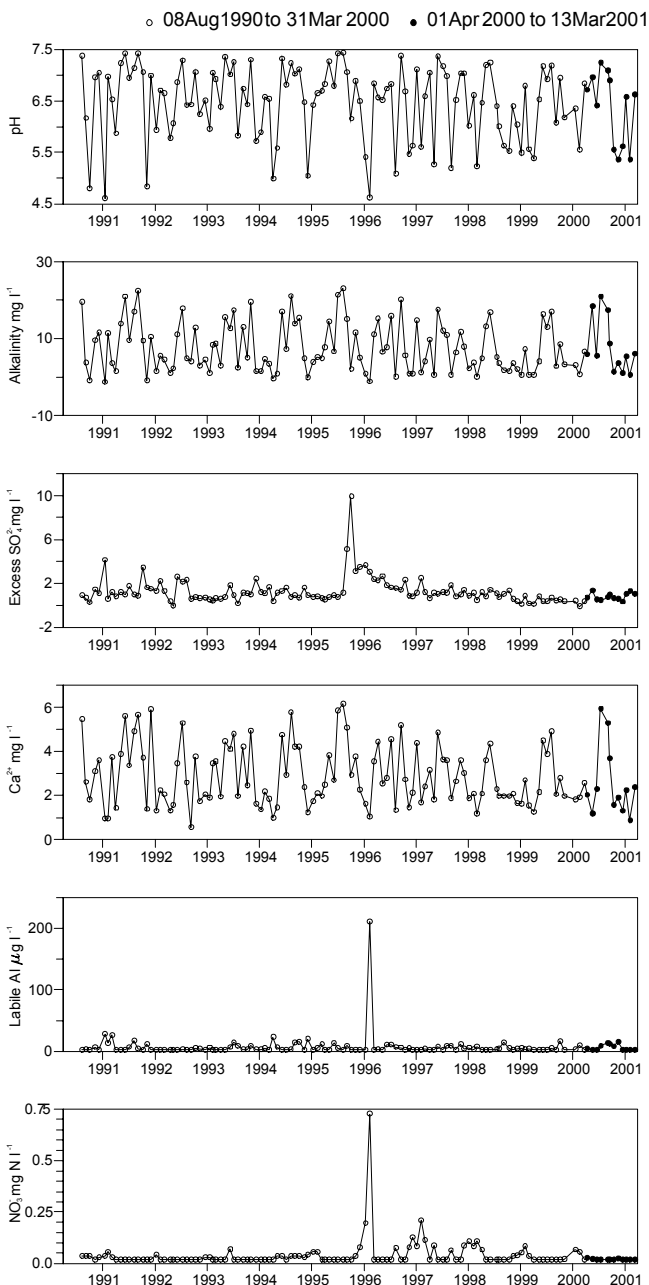 08Aug1990 to 31Mar 2000 01Apr 2000 to 13Mar2001
7.5
6.5
5.5
4.5
pH
1991 1992 1993 1994 1995 1996 1997 1998 1999 2000 2001
30
10
-10
Alkalinity mg l⁻¹
1991 1992 1993 1994 1995 1996 1997 1998 1999 2000 2001
10
6
2
-2
Excess SO₄²⁻ mg l⁻¹
1991 1992 1993 1994 1995 1996 1997 1998 1999 2000 2001
6
4
2
0
Ca²⁺ mg l⁻¹
1991 1992 1993 1994 1995 1996 1997 1998 1999 2000 2001
200
100
0
Labile Al µg l⁻¹
1991 1992 1993 1994 1995 1996 1997 1998 1999 2000 2001
0.75
0.5
0.25
0.0
NO₃⁻ mg N l⁻¹
1991 1992 1993 1994 1995 1996 1997 1998 1999 2000 2001